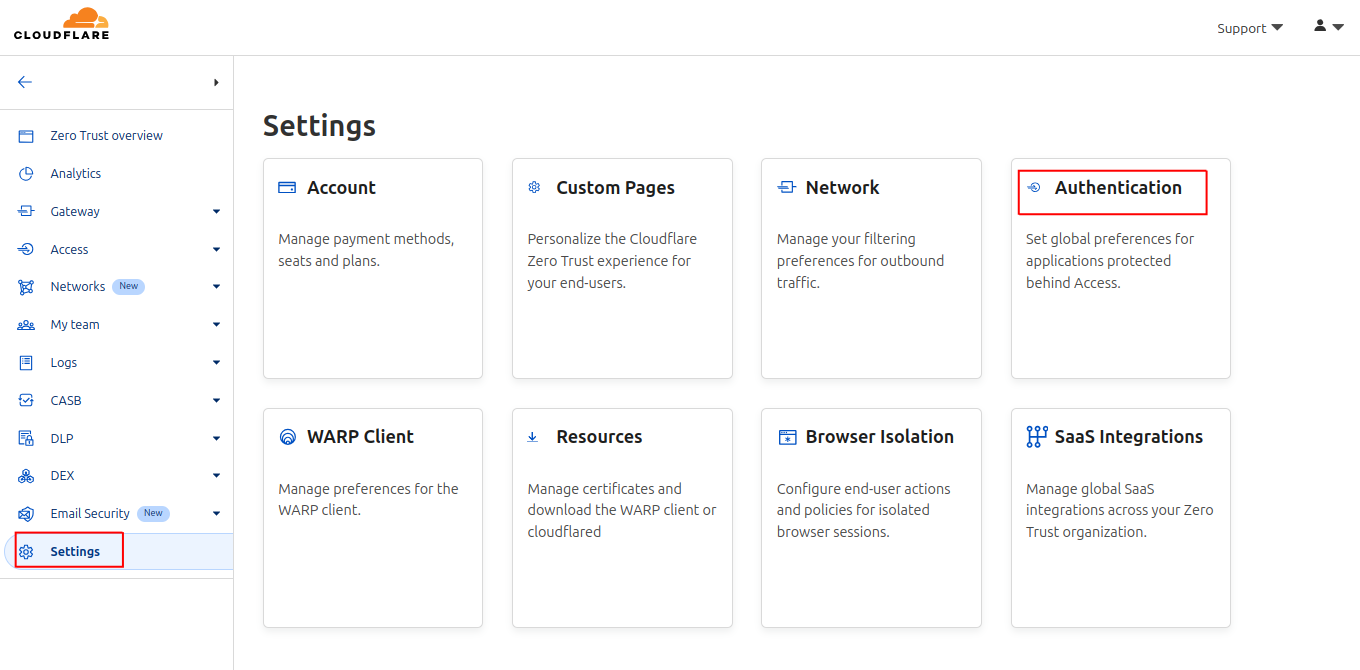 CLOUDFLARE
Support
Zero Trust overview
Analytics
Gateway
Access
Networks New
My team
Logs
CASB
DLP
DEX
Email Security New
Settings
Settings
Account
Manage payment methods,
seats and plans.
Custom Pages
Personalize the Cloudflare
Zero Trust experience for
your end-users.
Network
Manage your filtering
preferences for outbound
traffic.
Authentication
Set global preferences for
applications protected
behind Access.
WARP Client
Manage preferences for the
WARP client.
Resources
Manage certificates and
download the WARP client or
cloudflared
Browser Isolation
Configure end-user actions
and policies for isolated
browser sessions.
SaaS Integrations
Manage global SaaS
integrations across your Zero
Trust organization.